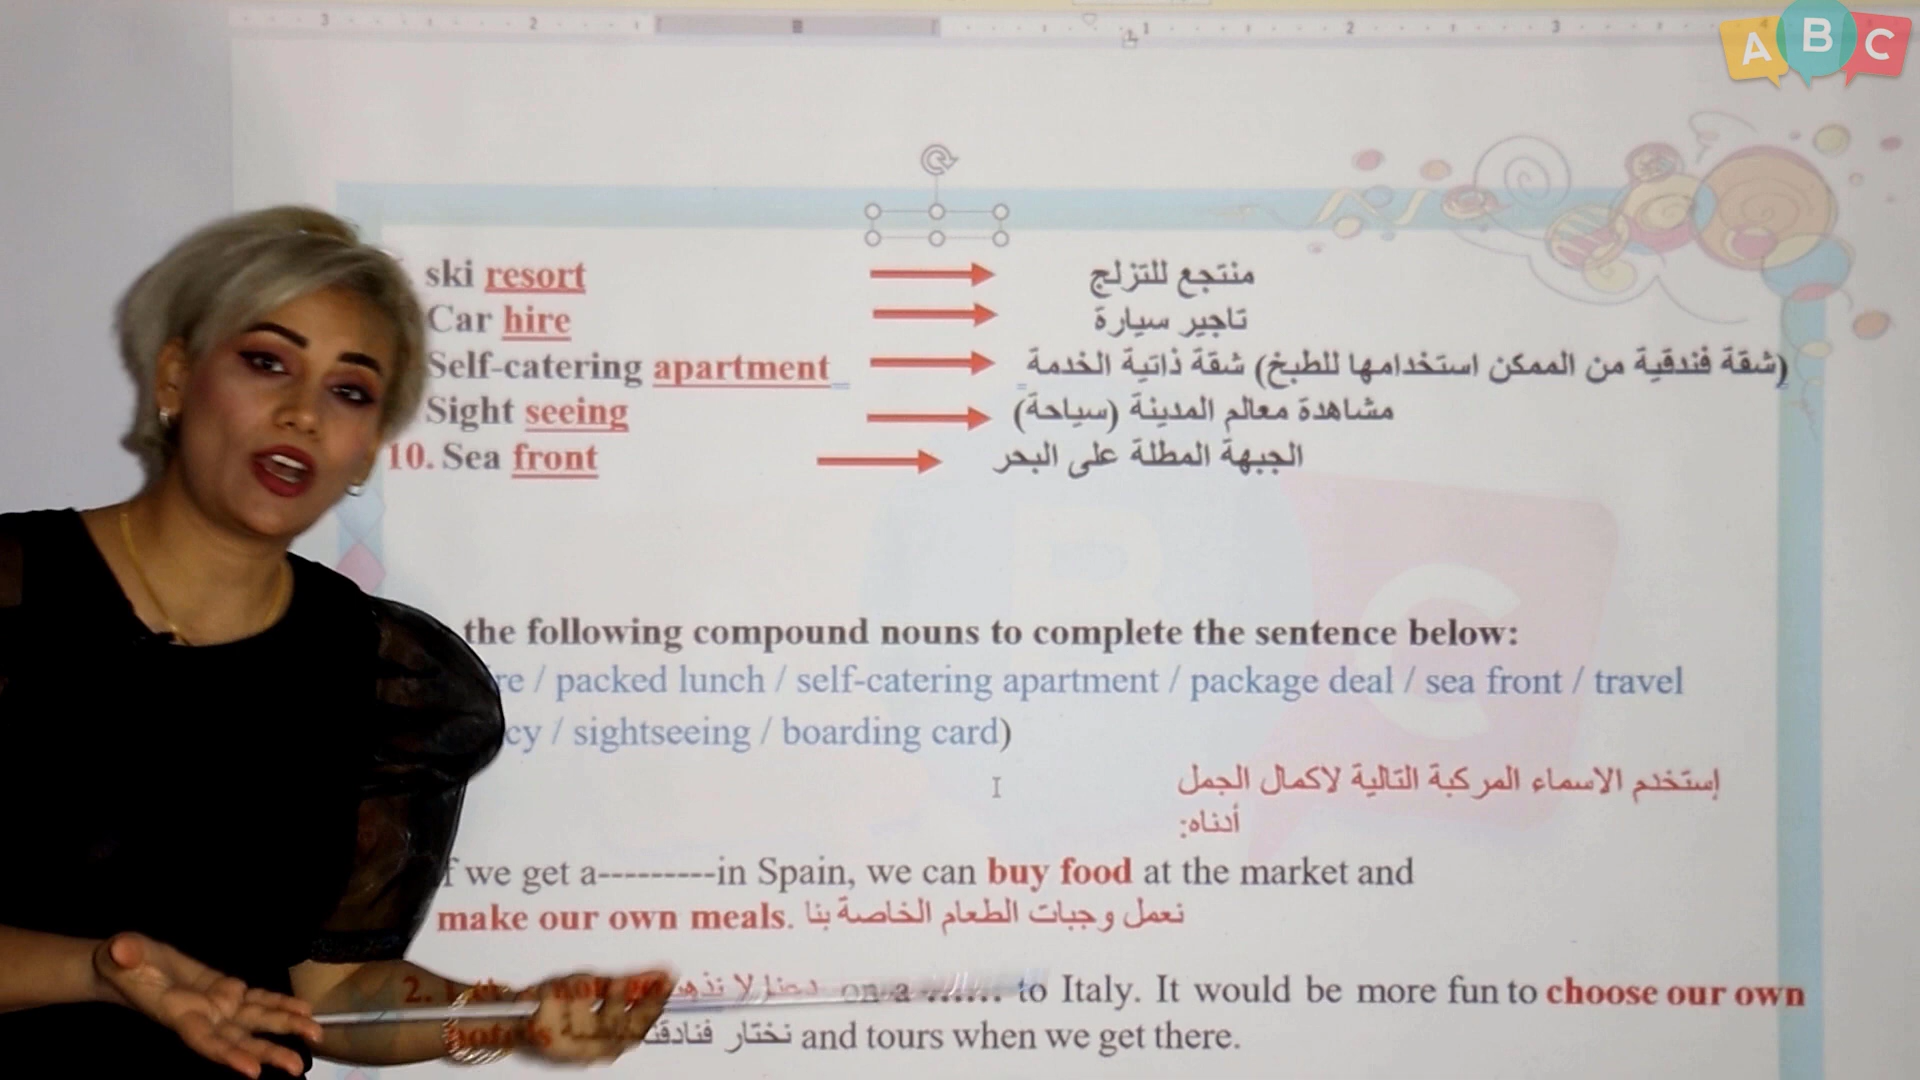 A B C
ski resort منتجع للتزلج
Car hire تاجير سيارة
Self-catering apartment شقة ذاتية الخدمة (شقة فندقية من الممكن استخدامها للطبخ)
Sight seeing مشاهدة معالم المدينة (سياحة)
10. Sea front الجبهة المطلة على البحر
the following compound nouns to complete the sentence below:
re / packed lunch / self-catering apartment / package deal / sea front / travel
cy / sightseeing / boarding card)
إستخدم الاسماء المركبة التالية لاكمال الجمل
أدناه:
f we get a---------in Spain, we can buy food at the market and
make our own meals. نعمل وجبات الطعام الخاصة بنا
2. on a ...... to Italy. It would be more fun to choose our own
hotels نختار and tours when we get there.